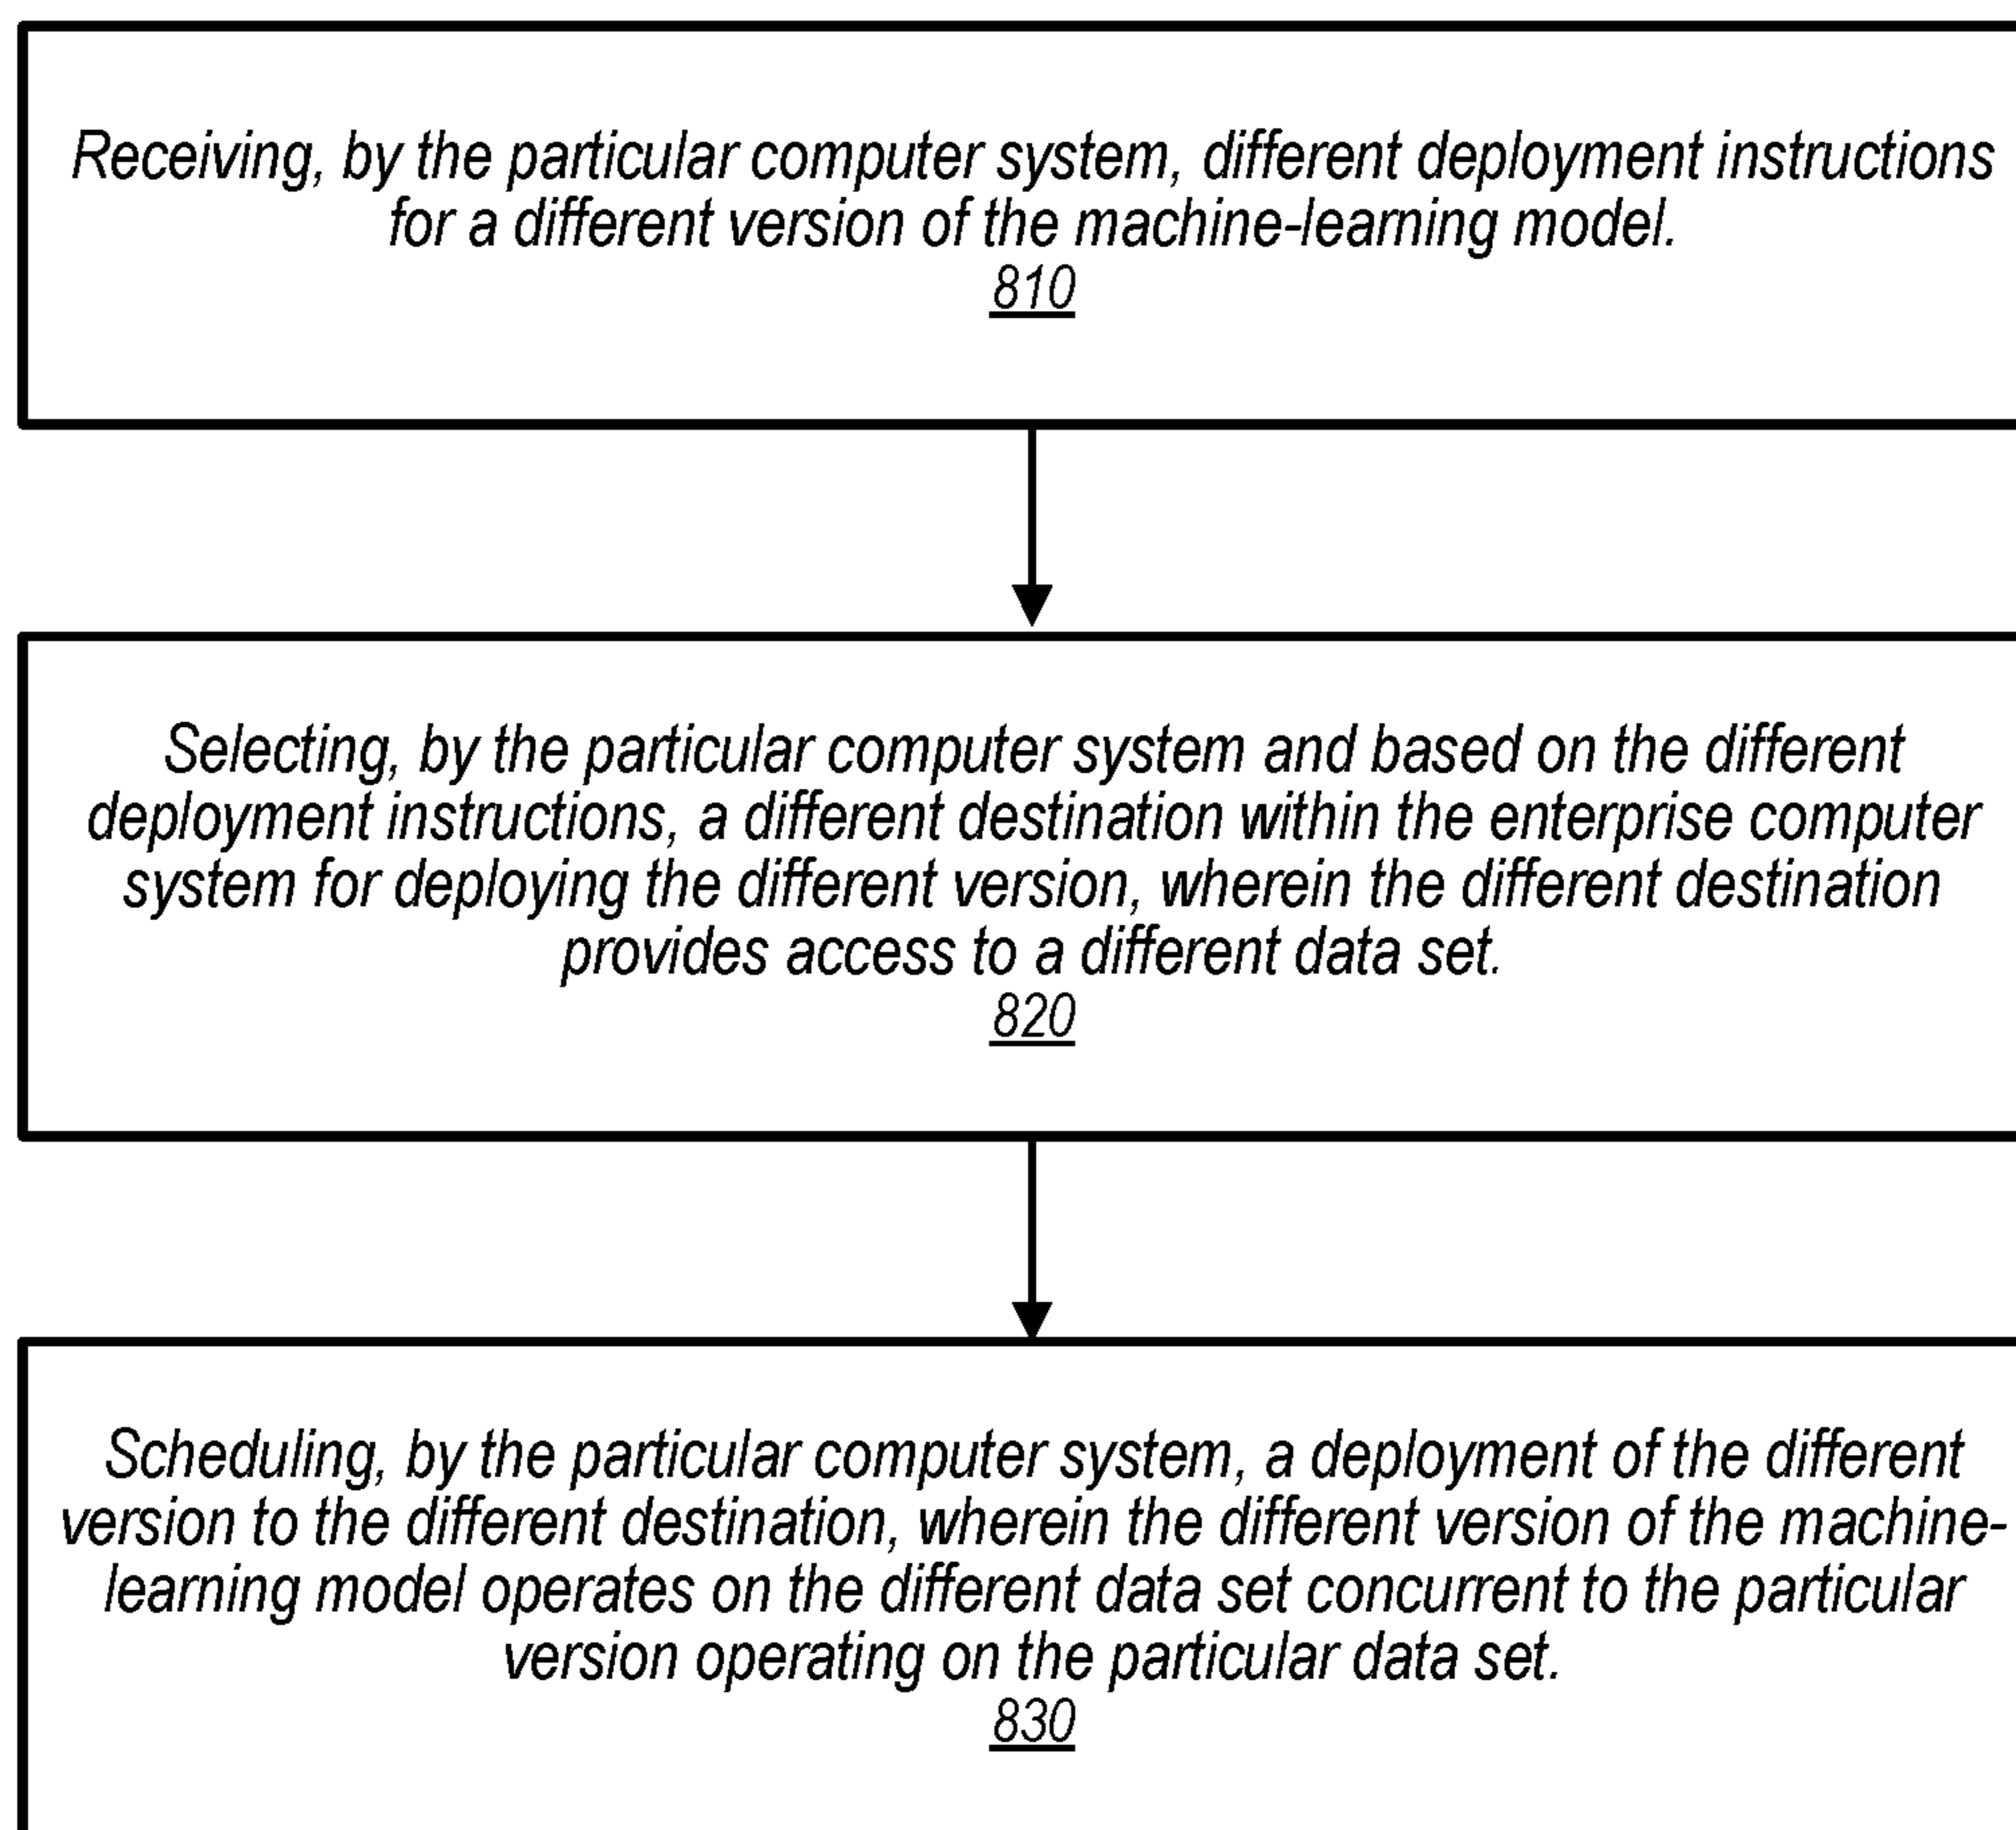 Receiving, by the particular computer system, different deployment instructions
for a different version of the machine-learning model.
810
Selecting, by the particular computer system and based on the different
deployment instructions, a different destination within the enterprise computer
system for deploying the different version, wherein the different destination
provides access to a different data set.
820
Scheduling, by the particular computer system, a deployment of the different
version to the different destination, wherein the different version of the machine-
learning model operates on the different data set concurrent to the particular
version operating on the particular data set.
830